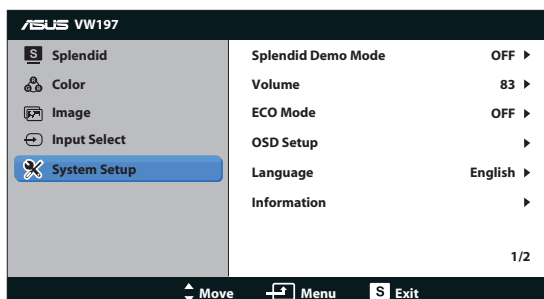 ASUS VW197
S Splendid
Color
Image
Input Select
System Setup
Splendid Demo Mode OFF
Volume 83
ECO Mode OFF
OSD Setup
Language English
Information
1/2
Move Menu S Exit